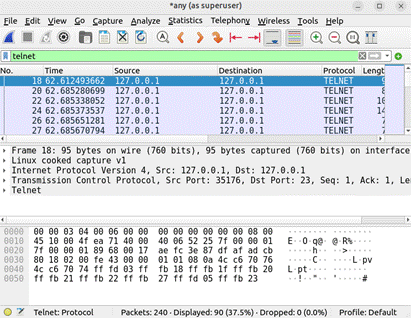 *any (as superuser)
File Edit View Go Capture Analyze Statistics Telephony Wireless Tools Help
telnet
No. Time Source Destination Protocol Lengt
18 62.612493662 127.0.0.1 127.0.0.1 TELNET 9
20 62.685280699 127.0.0.1 127.0.0.1 TELNET 8
22 62.685338052 127.0.0.1 127.0.0.1 TELNET 10
24 62.685373537 127.0.0.1 127.0.0.1 TELNET 14
26 62.685651281 127.0.0.1 127.0.0.1 TELNET 7
27 62.685670794 127.0.0.1 127.0.0.1 TELNET 7
Frame 18: 95 bytes on wire (760 bits), 95 bytes captured (760 bits) on interface
Linux cooked capture v1
Internet Protocol Version 4, Src: 127.0.0.1, Dst: 127.0.0.1
Transmission Control Protocol, Src Port: 35176, Dst Port: 23, Seq: 1, Ack: 1, Len
Telnet
0000 00 00 03 04 00 06 00 00 00 00 00 00 00 00 08 00
0010 45 10 00 4f ea 71 40 00 40 06 52 25 7f 00 00 01 E··O·q@· @·R%····
0020 7f 00 00 01 89 68 00 17 ae fc 3e 87 df af ad cb ·····h·· ··>·····
0030 80 18 02 00 fe 43 00 00 01 01 08 0a 4c c6 70 76 ·····C·· ····L·pv
0040 4c c6 70 74 ff fd 03 ff fb 18 ff fb 1f ff fb 20 L·pt···· ·······
0050 ff fb 21 ff fb 22 ff fb 27 ff fd 05 ff fb 23 ··!··"·· '·····#
Telnet: Protocol Packets: 240 · Displayed: 90 (37.5%) · Dropped: 0 (0.0%) Profile: Default